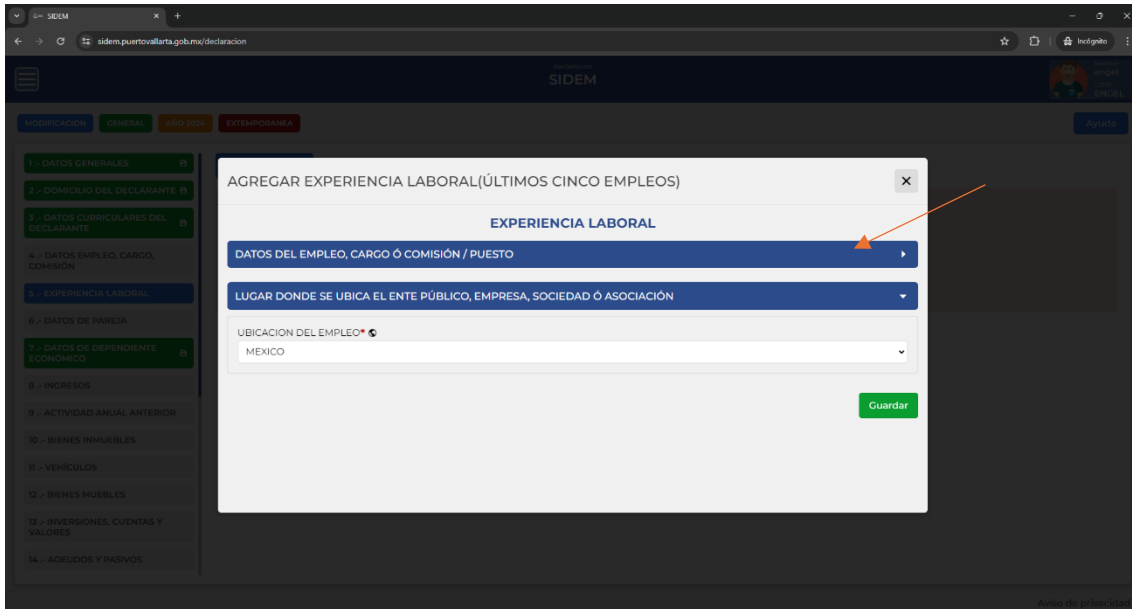 SIDEM
sidem.puertovallarta.gob.mx/declaracion
Incógnito
SIDEM
engel
ENGEL
MODIFICACION
GENERAL
AÑO 2024
EXTEMPORANEA
Ayuda
1 .- DATOS GENERALES
2 .- DOMICILIO DEL DECLARANTE
3 .- DATOS CURRICULARES DEL
DECLARANTE
4 .- DATOS EMPLEO, CARGO,
COMISIÓN
5 .- EXPERIENCIA LABORAL
6 .- DATOS DE PAREJA
7 .- DATOS DE DEPENDIENTE
ECONÓMICO
8 .- INGRESOS
9 .- ACTIVIDAD ANUAL ANTERIOR
10 .- BIENES INMUEBLES
11 .- VEHÍCULOS
12 .- BIENES MUEBLES
13 .- INVERSIONES, CUENTAS Y
VALORES
14 .- ADEUDOS Y PASIVOS
AGREGAR EXPERIENCIA LABORAL(ÚLTIMOS CINCO EMPLEOS)
EXPERIENCIA LABORAL
DATOS DEL EMPLEO, CARGO Ó COMISIÓN / PUESTO
LUGAR DONDE SE UBICA EL ENTE PÚBLICO, EMPRESA, SOCIEDAD Ó ASOCIACIÓN
UBICACION DEL EMPLEO*
MEXICO
Guardar
Aviso de privacidad